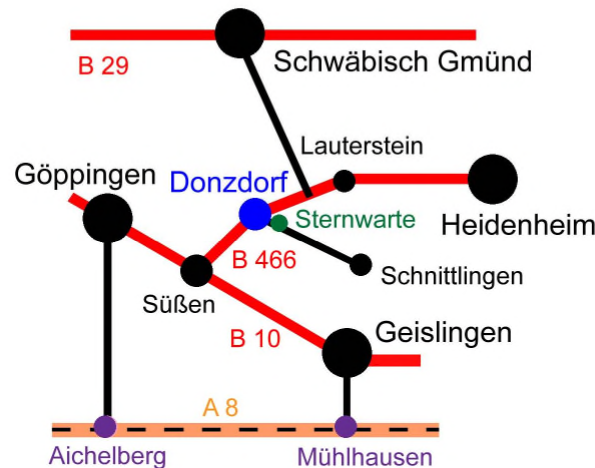 B 29
Schwäbisch Gmünd
Lauterstein
Göppingen
Donzdorf
Sternwarte
Heidenheim
B 466
Schnittlingen
Süßen
B 10
Geislingen
A 8
Aichelberg
Mühlhausen